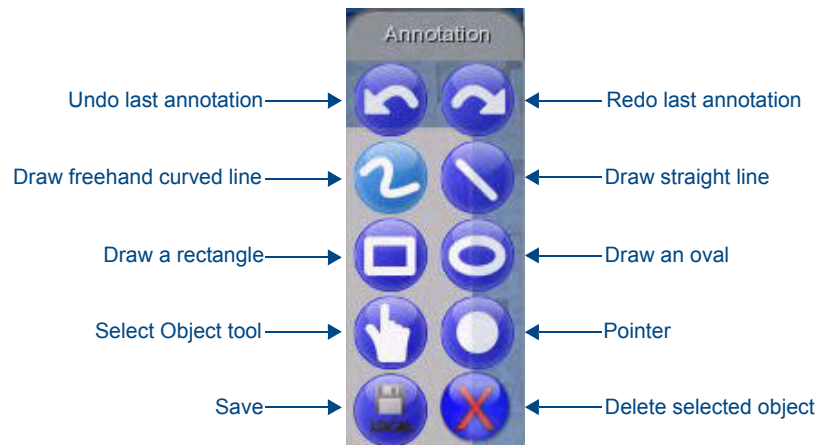 Annotation
Undo last annotation
Redo last annotation
Draw freehand curved line
Draw straight line
Draw a rectangle
Draw an oval
Select Object tool
Pointer
Save
LOCAL
Delete selected object